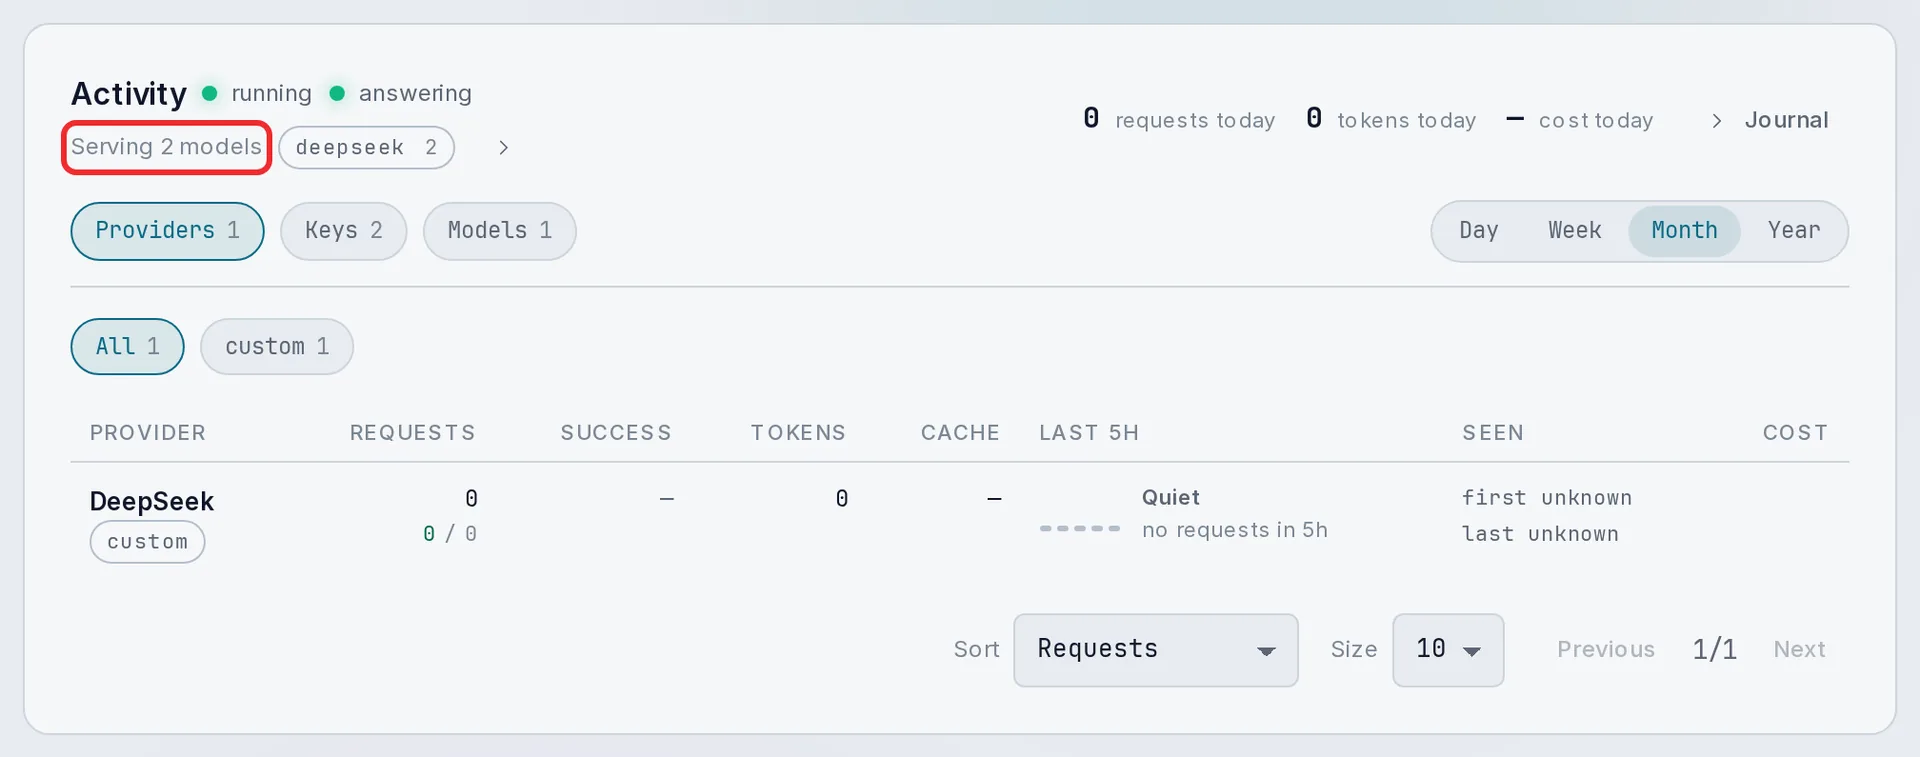 Activity running answering
Serving 2 models deepseek 2 >
0 requests today 0 tokens today — cost today > Journal
Providers 1 Keys 2 Models 1
Day Week Month Year
All 1 custom 1
PROVIDER REQUESTS SUCCESS TOKENS CACHE LAST 5H SEEN COST
DeepSeek 0 — 0 — Quiet first unknown
custom 0 / 0 no requests in 5h last unknown
Sort Requests Size 10 Previous 1/1 Next